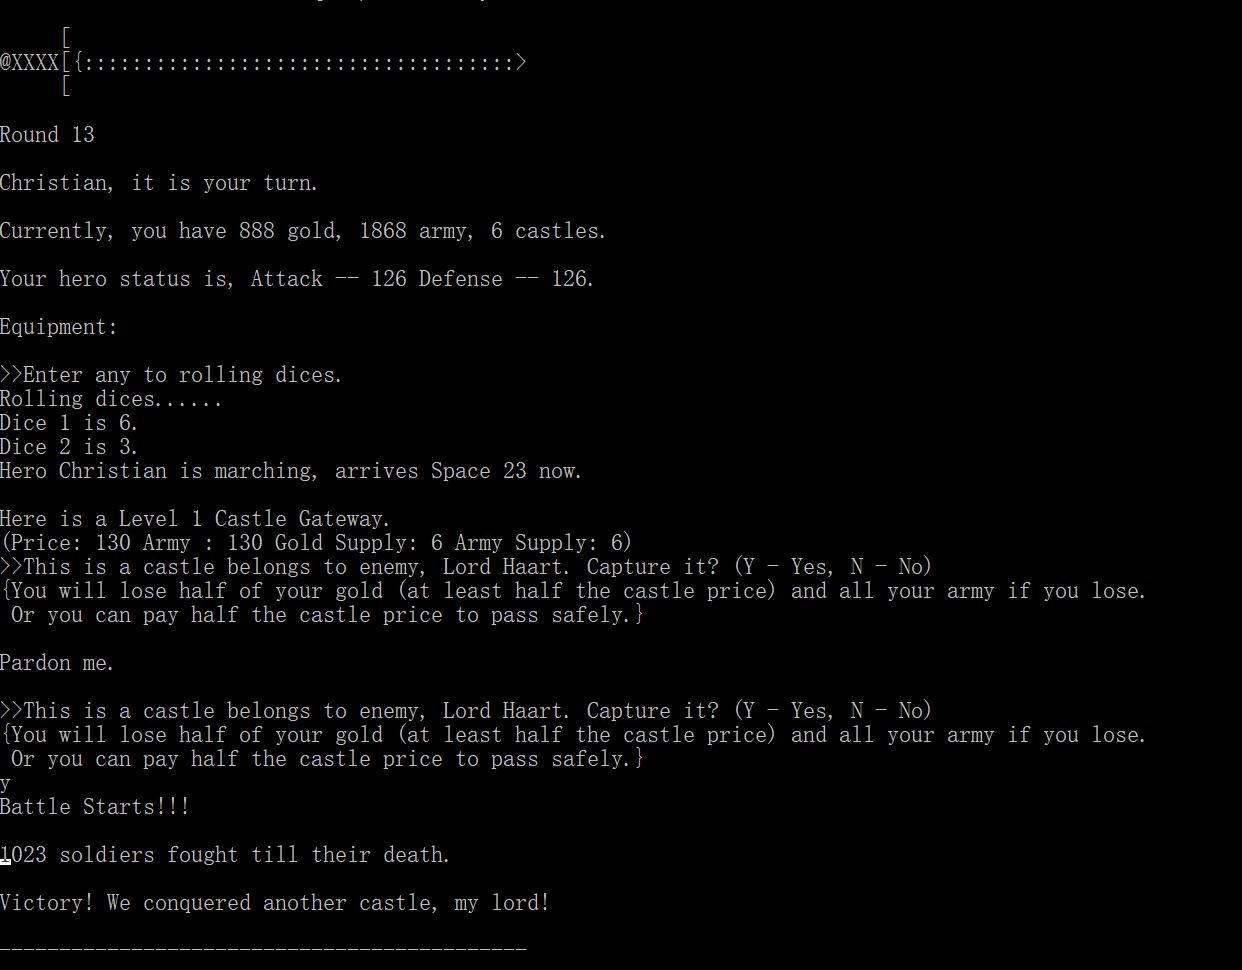 [
@XXXX[{::::::::::::::::::::::::::::::::::::>
     [
Round 13
Christian, it is your turn.
Currently, you have 888 gold, 1868 army, 6 castles.
Your hero status is, Attack -- 126 Defense -- 126.
Equipment:
>>Enter any to rolling dices.
Rolling dices......
Dice 1 is 6.
Dice 2 is 3.
Hero Christian is marching, arrives Space 23 now.
Here is a Level 1 Castle Gateway.
(Price: 130 Army : 130 Gold Supply: 6 Army Supply: 6)
>>This is a castle belongs to enemy, Lord Haart. Capture it? (Y - Yes, N - No)
{You will lose half of your gold (at least half the castle price) and all your army if you lose.
 Or you can pay half the castle price to pass safely.}
Pardon me.
>>This is a castle belongs to enemy, Lord Haart. Capture it? (Y - Yes, N - No)
{You will lose half of your gold (at least half the castle price) and all your army if you lose.
 Or you can pay half the castle price to pass safely.}
y
Battle Starts!!!
1023 soldiers fought till their death.
Victory! We conquered another castle, my lord!
____________________________________________